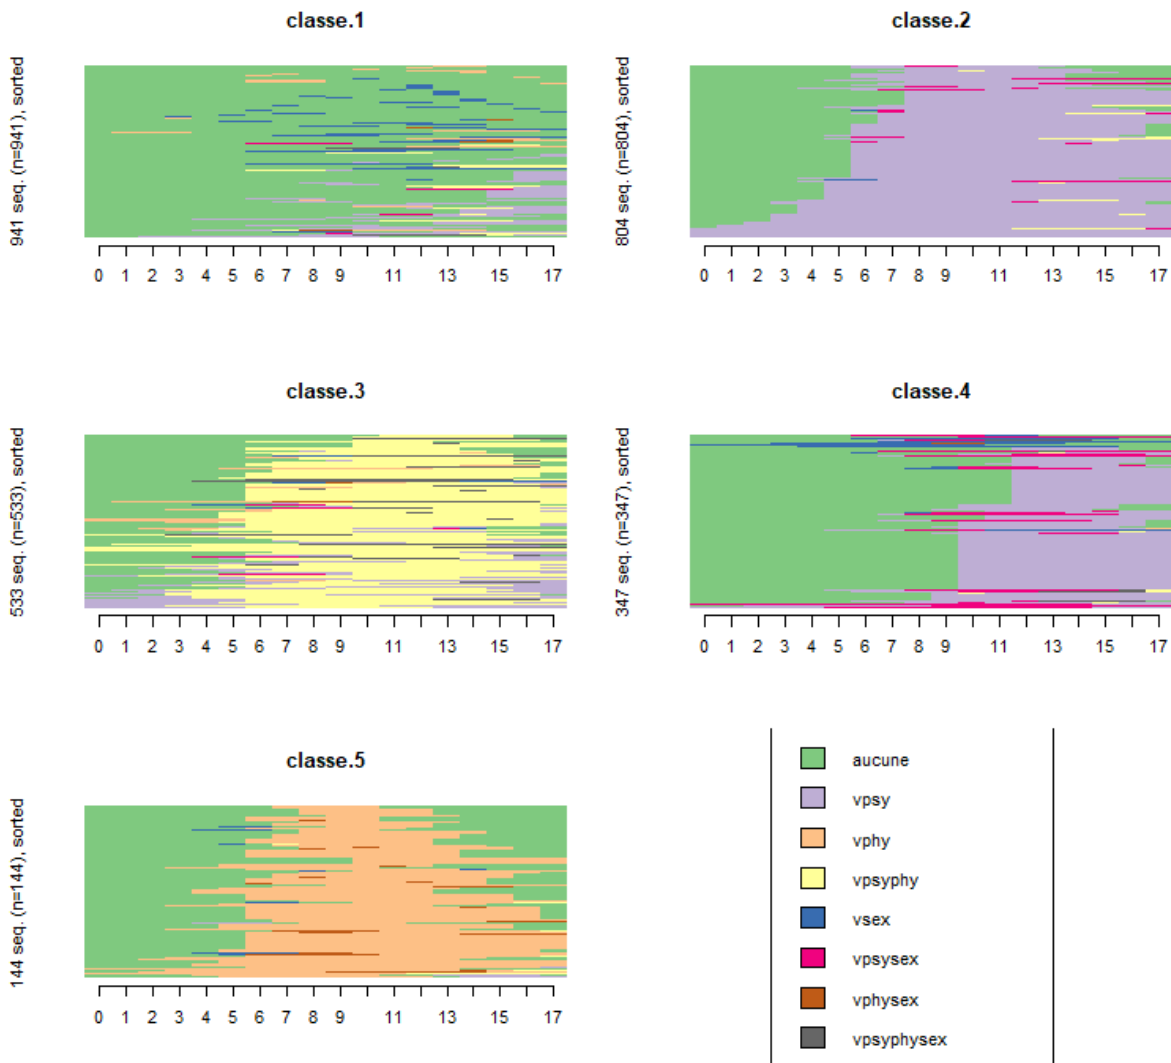 classe.1
941 seq. (n=941), sorted
0 1 2 3 4 5 6 7 8 9 11 13 15 17
classe.2
804 seq. (n=804), sorted
0 1 2 3 4 5 6 7 8 9 11 13 15 17
classe.3
533 seq. (n=533), sorted
0 1 2 3 4 5 6 7 8 9 11 13 15 17
classe.4
347 seq. (n=347), sorted
0 1 2 3 4 5 6 7 8 9 11 13 15 17
classe.5
144 seq. (n=144), sorted
0 1 2 3 4 5 6 7 8 9 11 13 15 17
aucune
vpsy
vphy
vpsyphy
vsex
vpsysex
vphysex
vpsyphysex